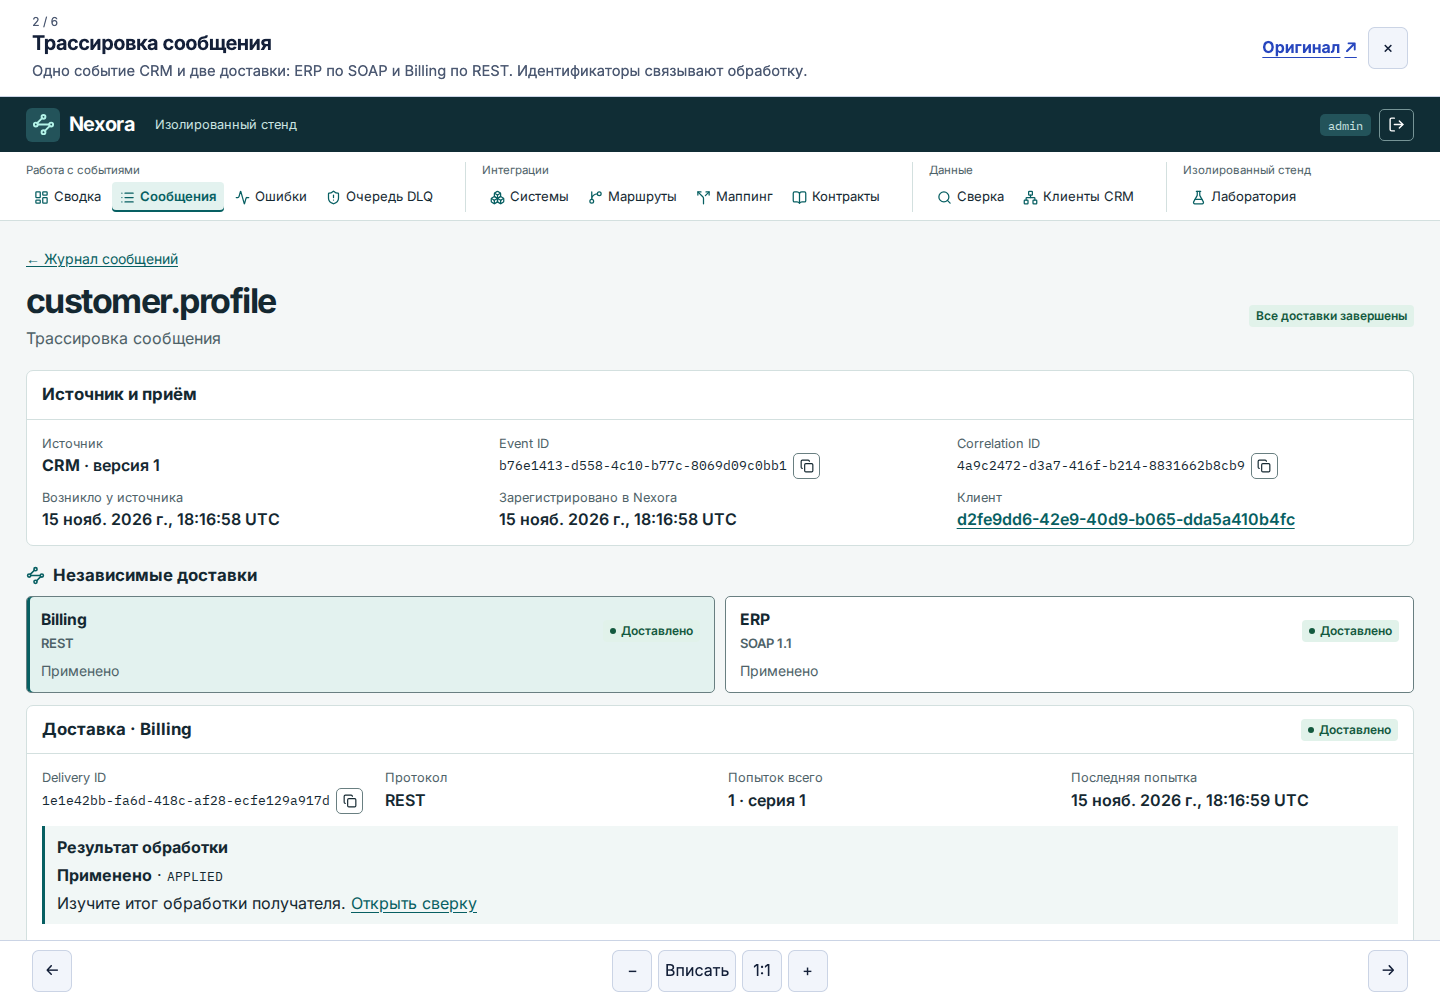 2 / 6
Трассировка сообщения
Одно событие CRM и две доставки: ERP по SOAP и Billing по REST. Идентификаторы связывают обработку.
Оригинал ↗
×
Nexora
Изолированный стенд
admin
Работа с событиями
Сводка
Сообщения
Ошибки
Очередь DLQ
Интеграции
Системы
Маршруты
Маппинг
Контракты
Данные
Сверка
Клиенты CRM
Изолированный стенд
Лаборатория
← Журнал сообщений
customer.profile
Трассировка сообщения
Все доставки завершены
Источник и приём
Источник
CRM · версия 1
Event ID
b76e1413-d558-4c10-b77c-8069d09c0bb1
Correlation ID
4a9c2472-d3a7-416f-b214-8831662b8cb9
Возникло у источника
15 нояб. 2026 г., 18:16:58 UTC
Зарегистрировано в Nexora
15 нояб. 2026 г., 18:16:58 UTC
Клиент
d2fe9dd6-42e9-40d9-b065-dda5a410b4fc
Независимые доставки
Billing
REST
Применено
Доставлено
ERP
SOAP 1.1
Применено
Доставлено
Доставка · Billing
Доставлено
Delivery ID
1e1e42bb-fa6d-418c-af28-ecfe129a917d
Протокол
REST
Попыток всего
1 · серия 1
Последняя попытка
15 нояб. 2026 г., 18:16:59 UTC
Результат обработки
Применено · APPLIED
Изучите итог обработки получателя. Открыть сверку
←
−
Вписать
1:1
+
→